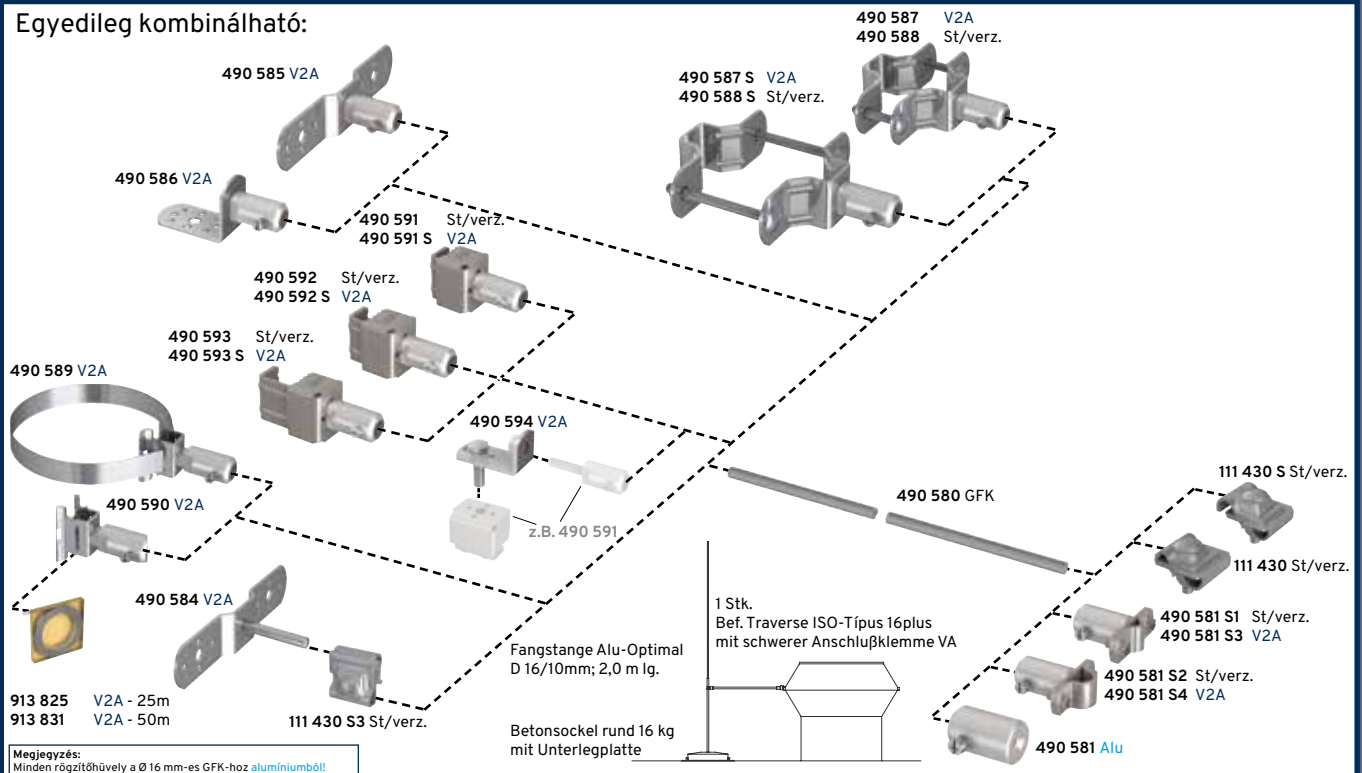 Egyedileg kombinálható:
490 585 V2A
490 587 V2A
490 588 St/verz.
490 587 S V2A
490 588 S St/verz.
490 586 V2A
490 591 St/verz.
490 591 S V2A
490 592 St/verz.
490 592 S V2A
490 593 St/verz.
490 593 S V2A
490 589 V2A
490 594 V2A
z.B. 490 591
490 590 V2A
490 580 GFK
111 430 S St/verz.
111 430 St/verz.
490 584 V2A
490 581 S1 St/verz.
490 581 S3 V2A
490 581 S2 St/verz.
490 581 S4 V2A
490 581 Alu
913 825 V2A - 25m
913 831 V2A - 50m
111 430 S3 St/verz.
1 Stk.
Bef. Traverse ISO-Típus 16plus
mit schwerer Anschlußklemme VA
Fangstange Alu-Optimal
D 16/10mm; 2,0 m lg.
Betonsockel rund 16 kg
mit Unterlegplatte
Megjegyzés:
Minden rögzítőhüvely a Ø 16 mm-es GFK-hoz alumíniumból!